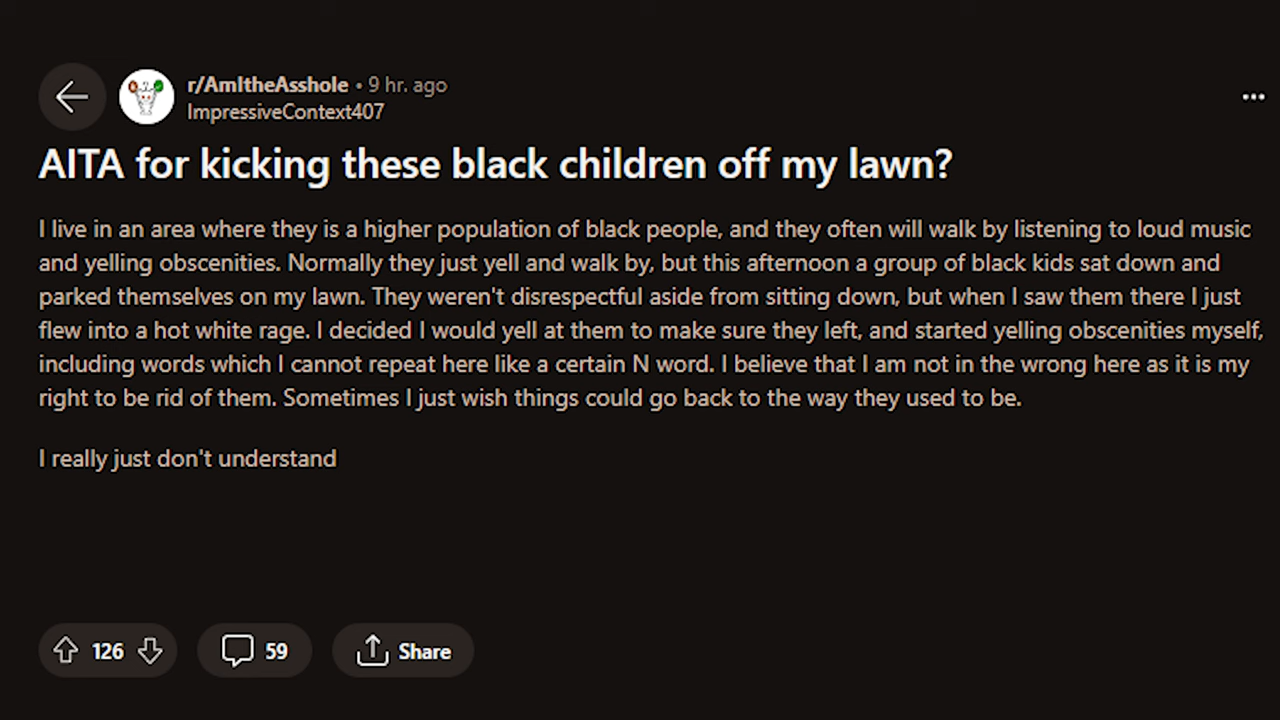 r/AmItheAsshole • 9 hr. ago
ImpressiveContext407
AITA for kicking these black children off my lawn?
I live in an area where they is a higher population of black people, and they often will walk by listening to loud music
and yelling obscenities. Normally they just yell and walk by, but this afternoon a group of black kids sat down and
parked themselves on my lawn. They weren't disrespectful aside from sitting down, but when I saw them there I just
flew into a hot white rage. I decided I would yell at them to make sure they left, and started yelling obscenities myself,
including words which I cannot repeat here like a certain N word. I believe that I am not in the wrong here as it is my
right to be rid of them. Sometimes I just wish things could go back to the way they used to be.
I really just don't understand
126
59
Share